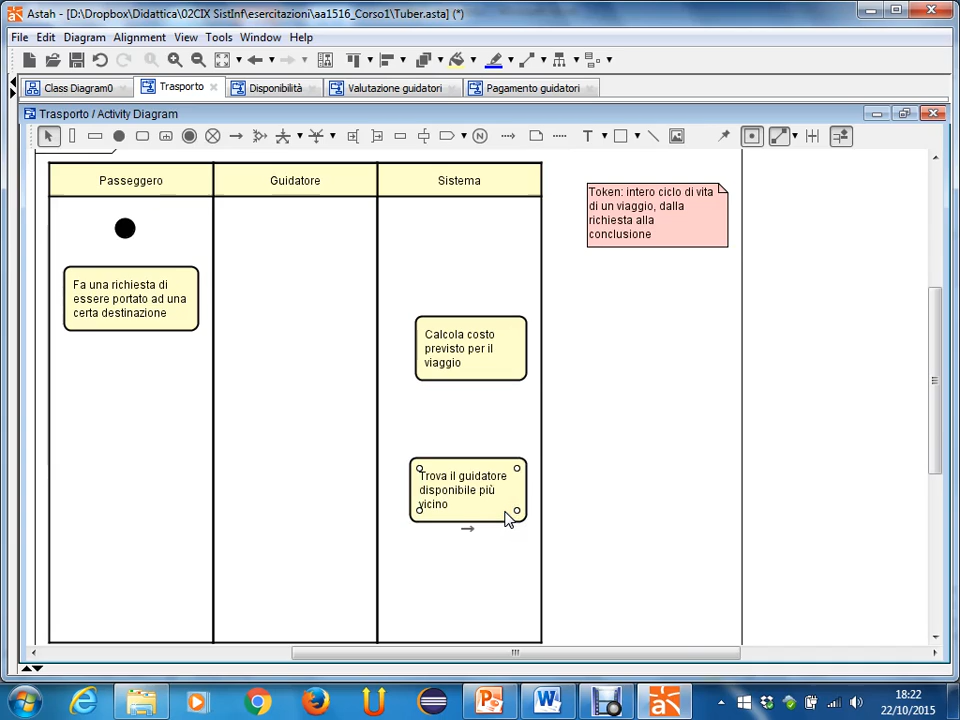 Astah - [D:\Dropbox\Didattica\02CIX SistInf\esercitazioni\aa1516_Corso1\Tuber.asta] (*)
File Edit Diagram Alignment View Tools Window Help
Class Diagram0 Trasporto Disponibilità Valutazione guidatori Pagamento guidatori
Trasporto / Activity Diagram
Passeggero Guidatore Sistema
Token: intero ciclo di vita
di un viaggio, dalla
richiesta alla
conclusione
Fa una richiesta di
essere portato ad una
certa destinazione
Calcola costo
previsto per il
viaggio
Trova il guidatore
disponibile più
vicino
18:22
22/10/2015